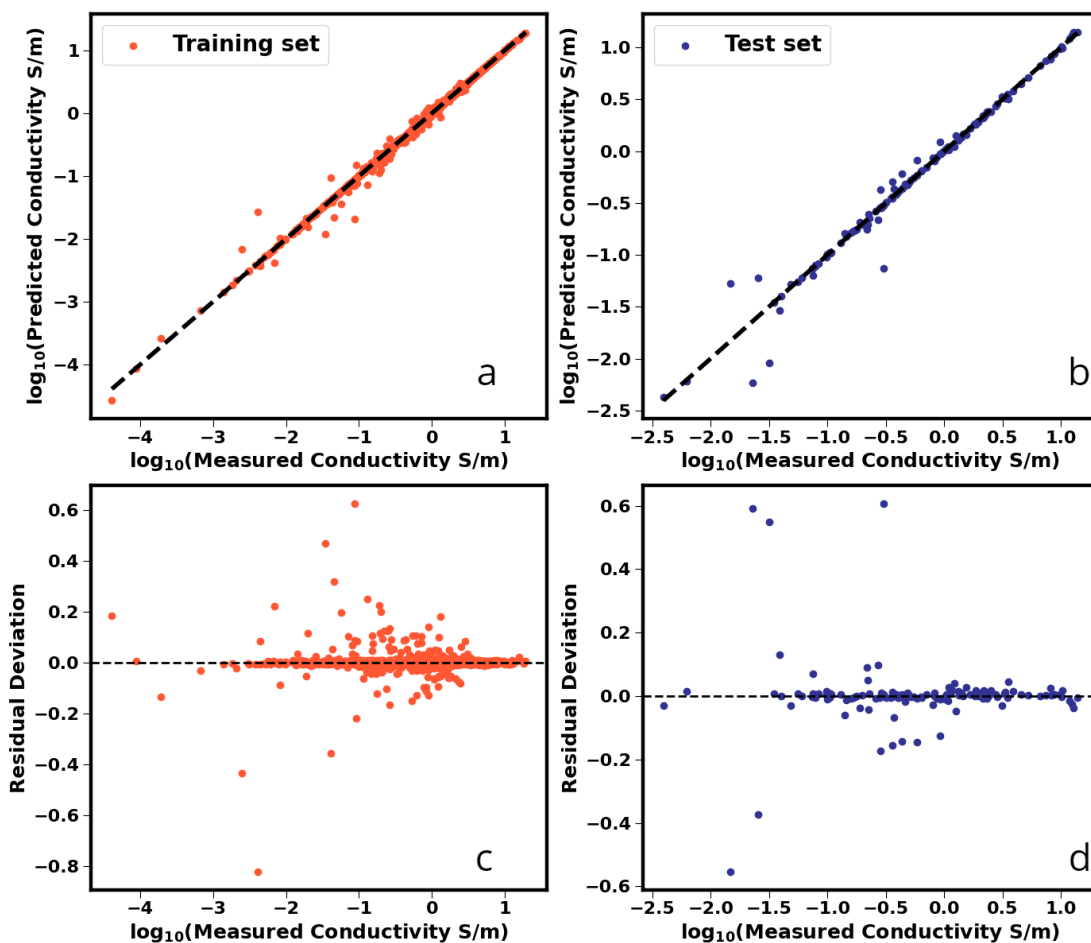 Training set
log₁₀(Predicted Conductivity S/m)
1
0
−1
−2
−3
−4
a
−4 −3 −2 −1 0 1
log₁₀(Measured Conductivity S/m)
Test set
log₁₀(Predicted Conductivity S/m)
1.0
0.5
0.0
−0.5
−1.0
−1.5
−2.0
−2.5
b
−2.5 −2.0 −1.5 −1.0 −0.5 0.0 0.5 1.0
log₁₀(Measured Conductivity S/m)
Residual Deviation
0.6
0.4
0.2
0.0
−0.2
−0.4
−0.6
−0.8
c
−4 −3 −2 −1 0 1
log₁₀(Measured Conductivity S/m)
Residual Deviation
0.6
0.4
0.2
0.0
−0.2
−0.4
−0.6
d
−2.5 −2.0 −1.5 −1.0 −0.5 0.0 0.5 1.0
log₁₀(Measured Conductivity S/m)